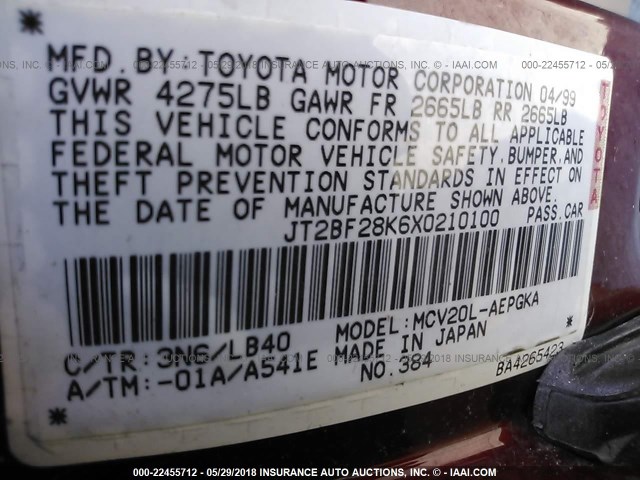 MFD. BY: TOYOTA MOTOR CORPORATION 04/99
GVWR 4275LB GAWR FR 2665LB RR 2665LB
THIS VEHICLE CONFORMS TO ALL APPLICABLE
FEDERAL MOTOR VEHICLE SAFETY, BUMPER, AND
THEFT PREVENTION STANDARDS IN EFFECT ON
THE DATE OF MANUFACTURE SHOWN ABOVE.
JT2BF28K6X0210100 PASS. CAR
TOYOTA
C/TR: 3N6/LB40 MODEL: MCV20L-AEPGKA
A/TM: -01A/A541E MADE IN JAPAN
NO. 384 BA4265423
000-22455712 - 05/29/2018 INSURANCE AUTO AUCTIONS, INC. © - IAAI.COM